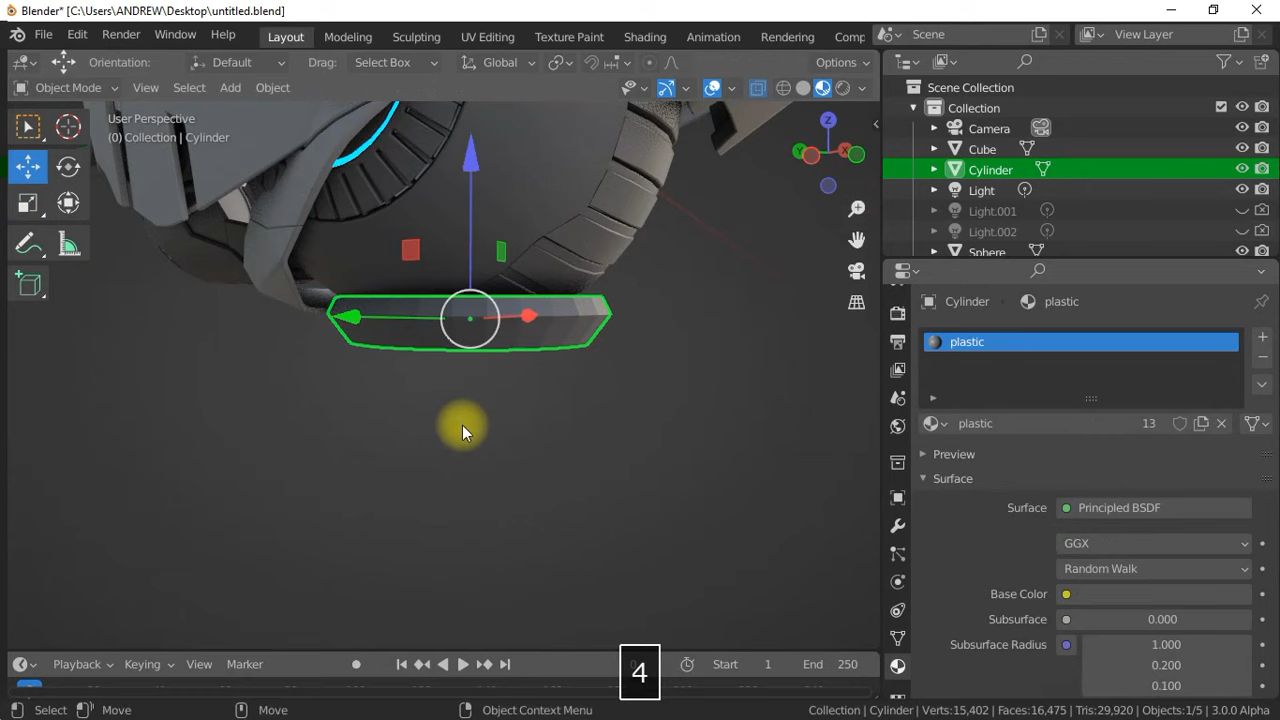 Blender* [C:\Users\ANDREW\Desktop\untitled.blend]
File Edit Render Window Help Layout Modeling Sculpting UV Editing Texture Paint Shading Animation Rendering Comp Scene View Layer
Orientation: Default Drag: Select Box Global Options
Object Mode View Select Add Object
User Perspective
(0) Collection | Cylinder
Z
Y
X
Scene Collection
Collection
Camera
Cube
Cylinder
Light
Light.001
Light.002
Sphere
Cylinder plastic
plastic
plastic 13
Preview
Surface
Surface Principled BSDF
GGX
Random Walk
Base Color
Subsurface 0.000
Subsurface Radius 1.000
0.200
0.100
Playback Keying View Marker Start 1 End 250
4
Select Move Move Object Context Menu Collection | Cylinder | Verts:15,402 | Faces:16,475 | Tris:29,920 | Objects:1/5 | 3.0.0 Alpha